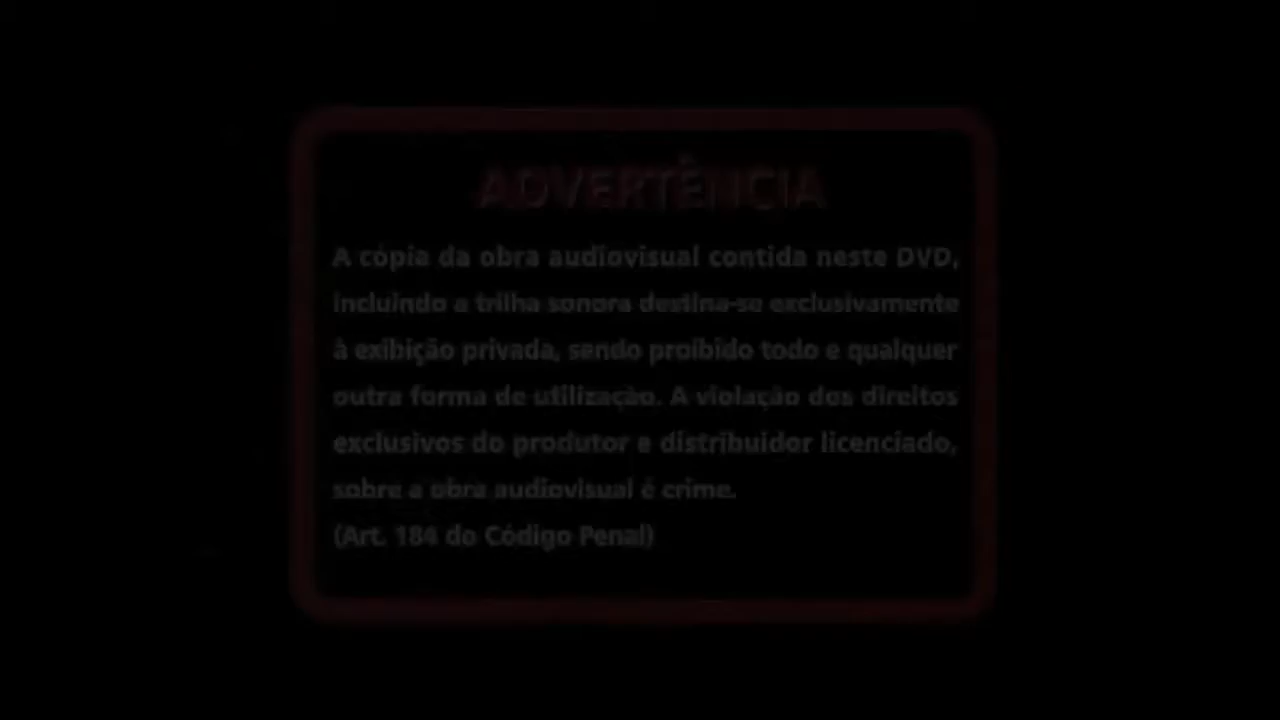 ADVERTÊNCIA
A cópia da obra audiovisual contida neste DVD,
incluindo a trilha sonora destina-se exclusivamente
à exibição privada, sendo proibido todo e qualquer
outra forma de utilização. A violação dos direitos
exclusivos do produtor e distribuidor licenciado,
sobre a obra audiovisual é crime.
(Art. 184 do Código Penal)